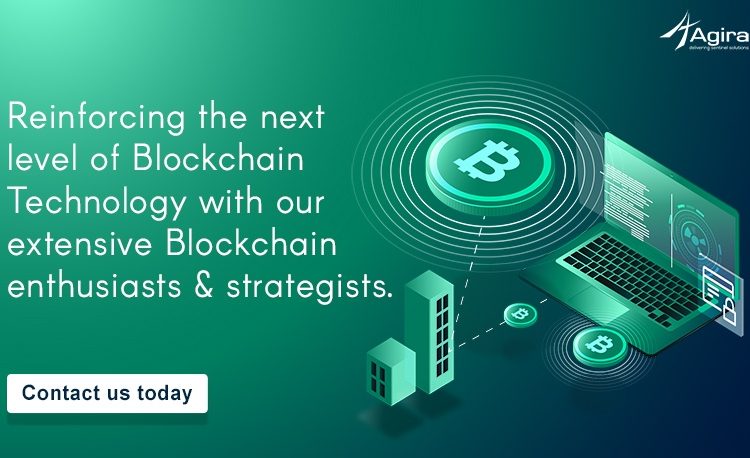 Agira
delivering sentinel solutions
Reinforcing the next
level of Blockchain
Technology with our
extensive Blockchain
enthusiasts & strategists.
Contact us today